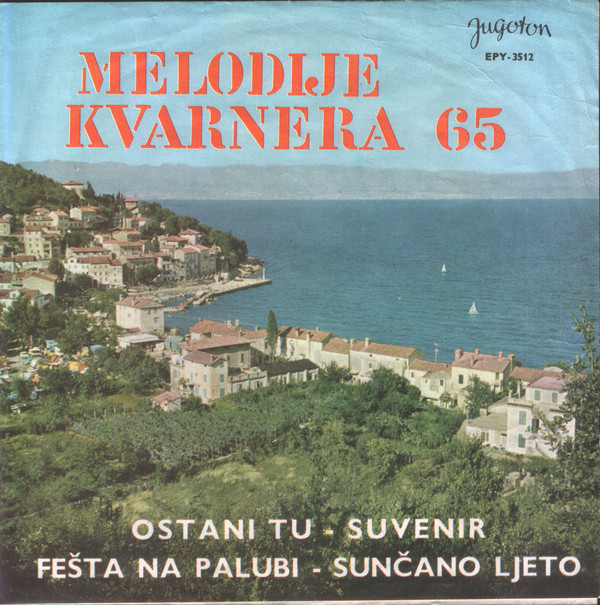 Jugoton
EPY-3512
MELODIJE
KVARNERA 65
OSTANI TU - SUVENIR
FEŠTA NA PALUBI - SUNČANO LJETO